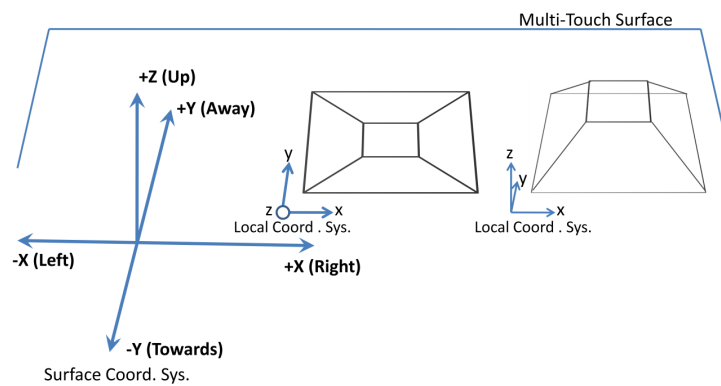 Multi-Touch Surface
+Z (Up)
+Y (Away)
-X (Left)
+X (Right)
-Y (Towards)
Surface Coord. Sys.
y
z
x
Local Coord . Sys.
z
y
x
Local Coord . Sys.